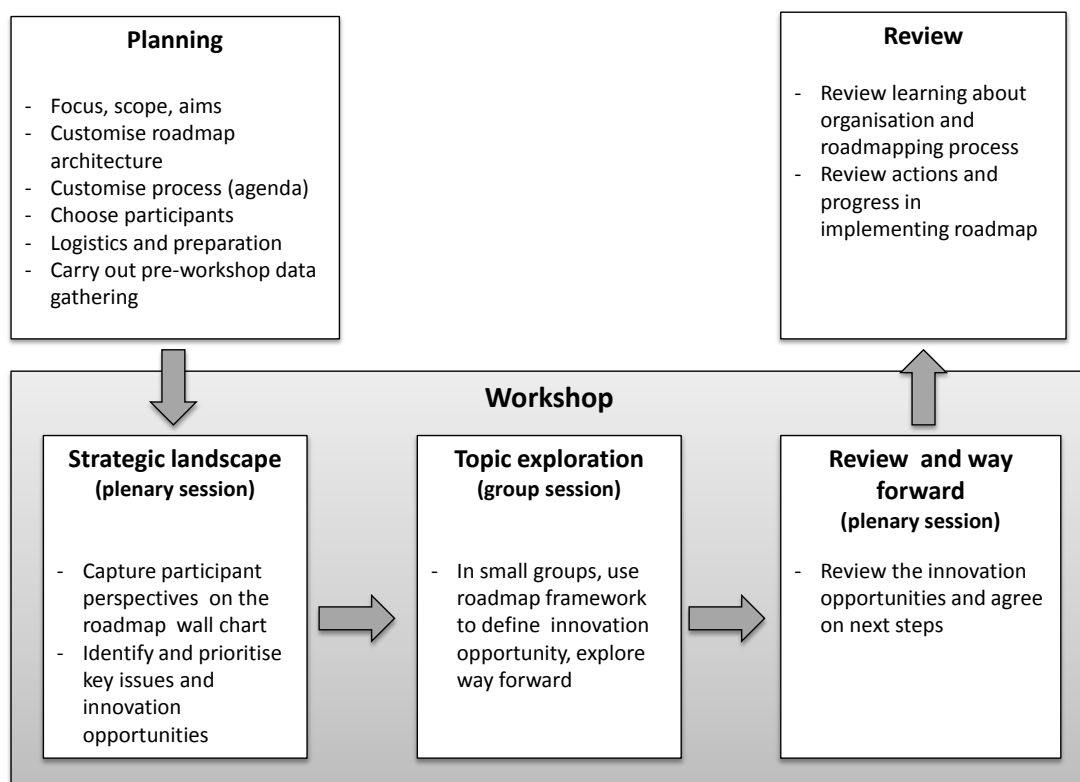 Planning
- Focus, scope, aims
- Customise roadmap
architecture
- Customise process (agenda)
- Choose participants
- Logistics and preparation
- Carry out pre-workshop data
gathering
Review
- Review learning about
organisation and
roadmapping process
- Review actions and
progress in
implementing roadmap
Workshop
Strategic landscape
(plenary session)
- Capture participant
perspectives on the
roadmap wall chart
- Identify and prioritise
key issues and
innovation
opportunities
Topic exploration
(group session)
- In small groups, use
roadmap framework
to define innovation
opportunity, explore
way forward
Review and way
forward
(plenary session)
- Review the innovation
opportunities and agree
on next steps